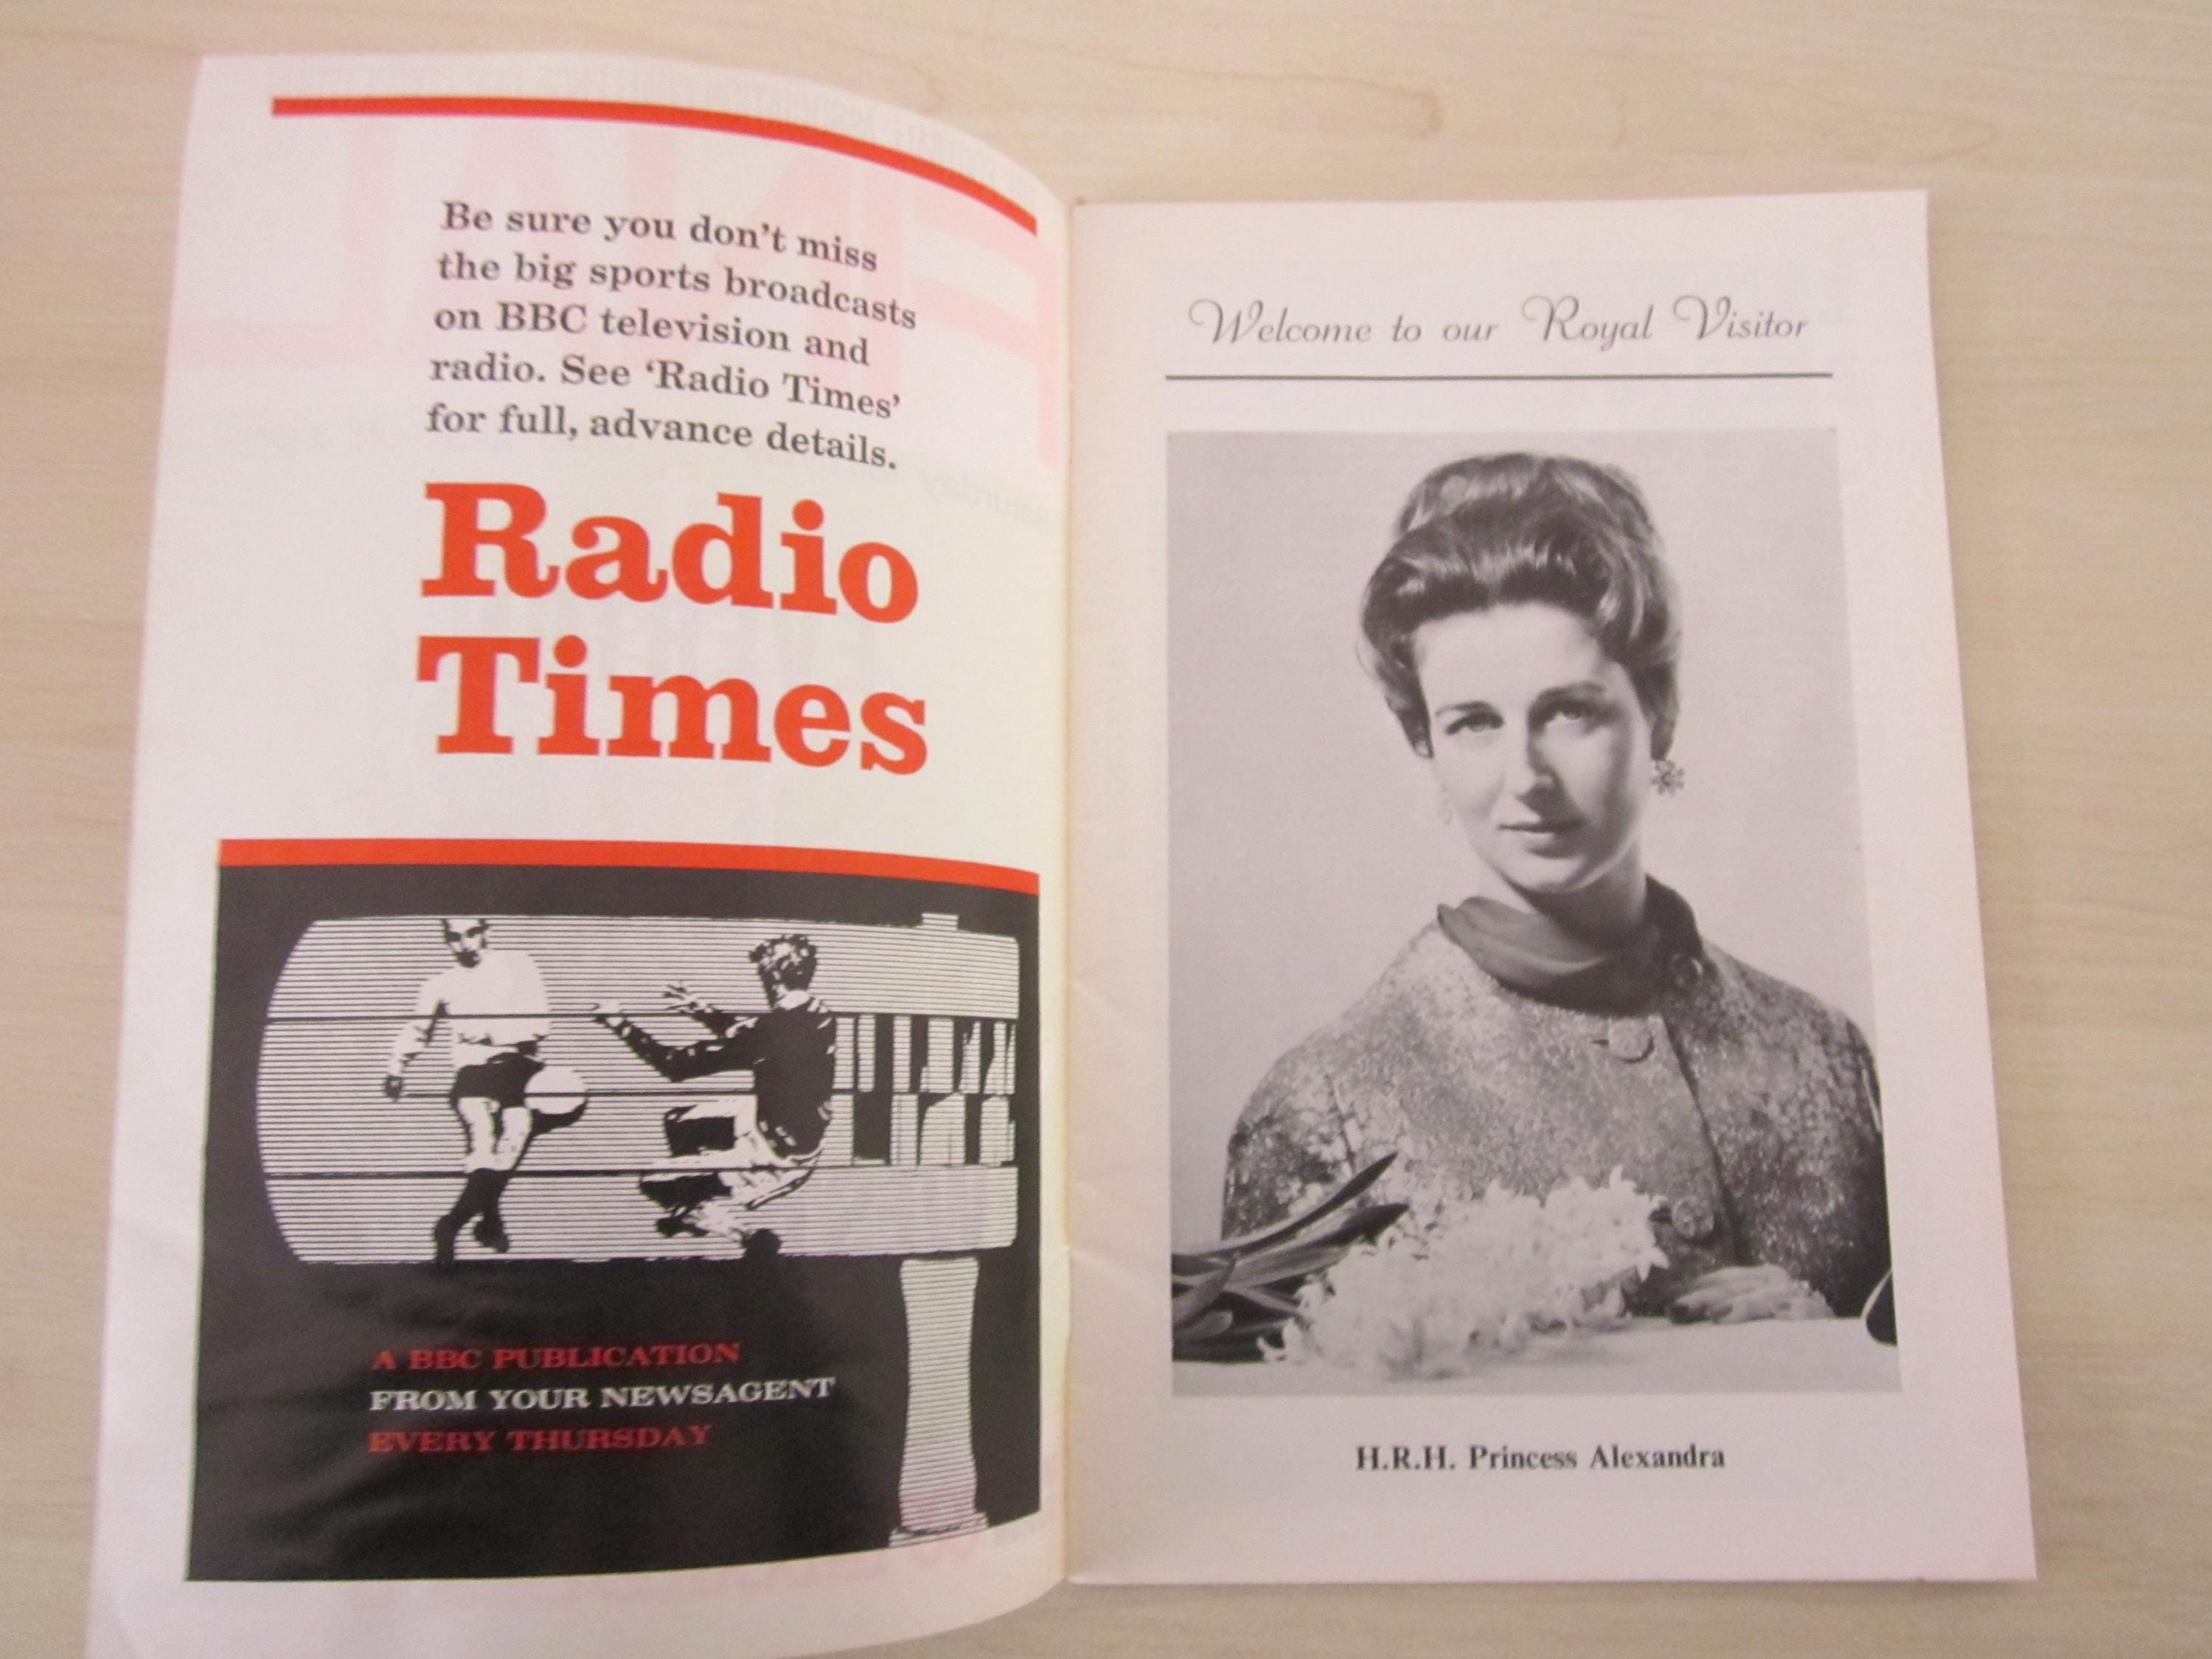 Be sure you don't miss
the big sports broadcasts
on BBC television and
radio. See 'Radio Times'
for full, advance details.
Radio
Times
A BBC PUBLICATION
FROM YOUR NEWSAGENT
EVERY THURSDAY
Welcome to our Royal Visitor
H.R.H. Princess Alexandra